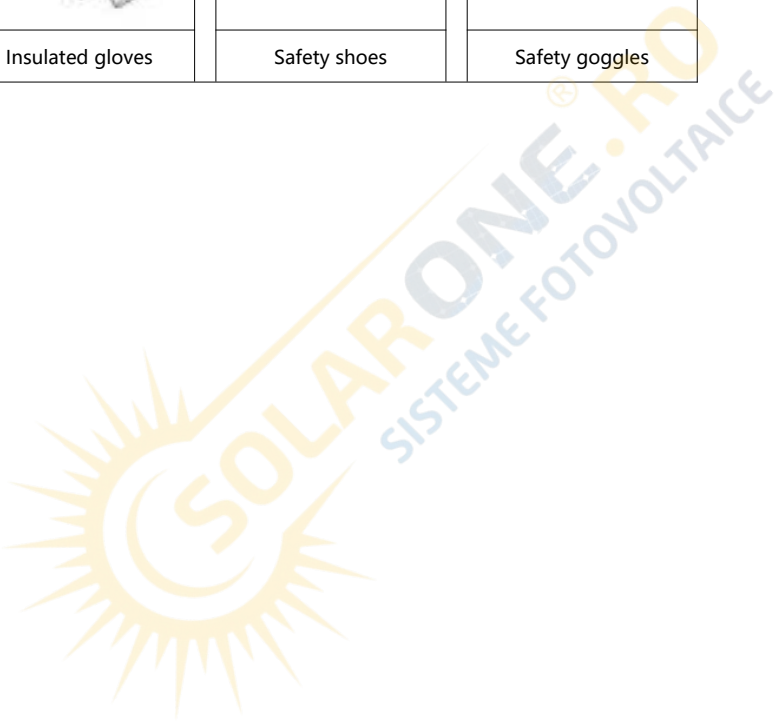 Insulated gloves
Safety shoes
Safety goggles
SOLARONE.RO
®
SISTEME FOTOVOLTAICE